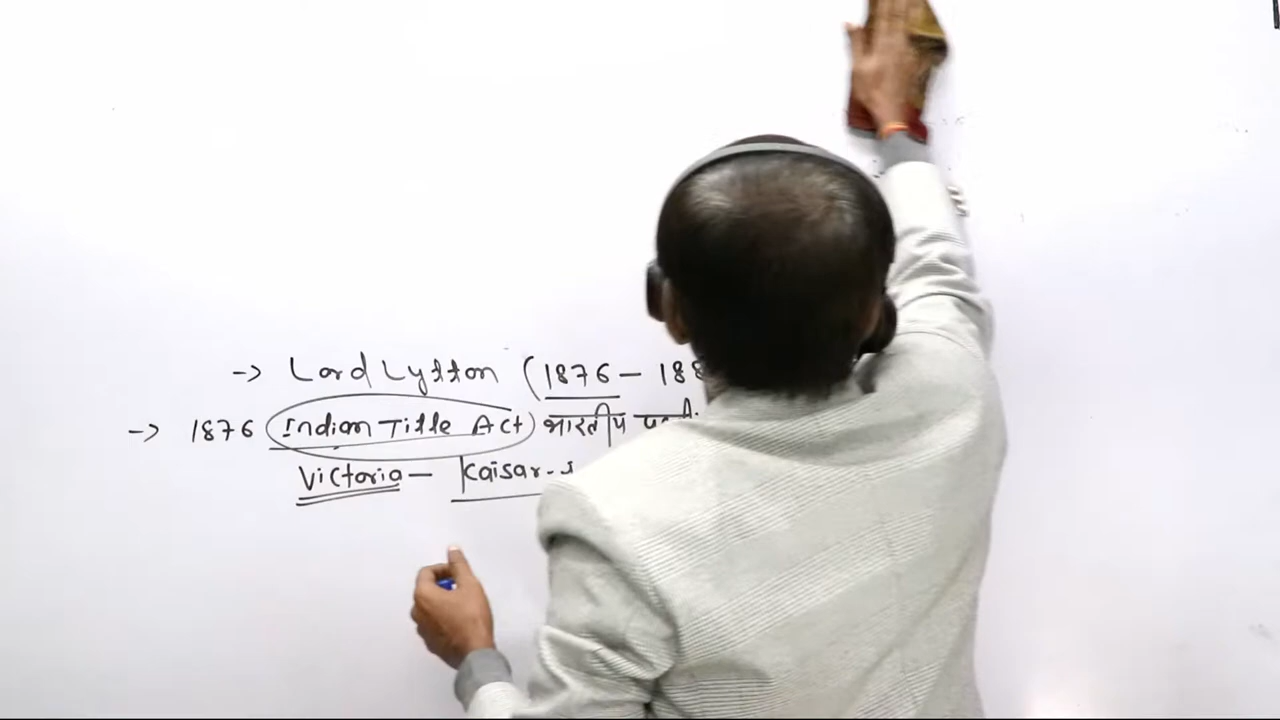 -> Lord Lytton (1876 – 188
-> 1876 Indian Title Act) भारतीय
Victoria – Kaisar-